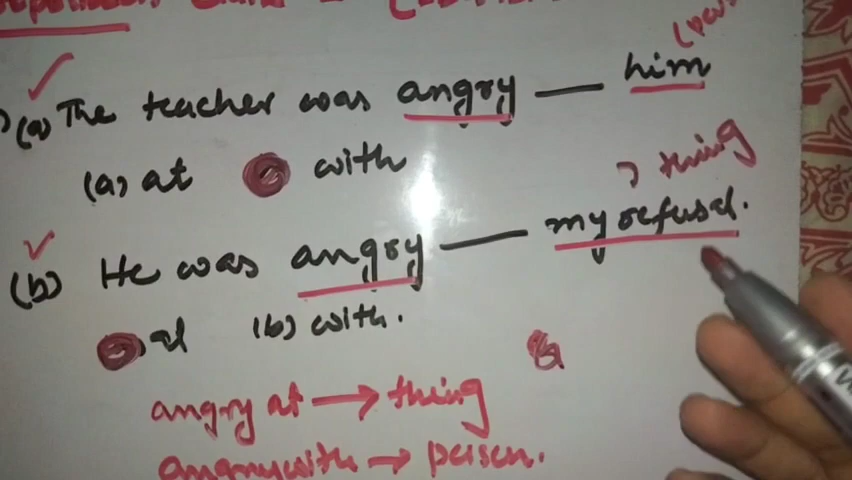 (a) The teacher was angry — him
(a) at with
thing
(b) He was angry — my refusal.
at (b) with.
angry at → thing
angry with → person.